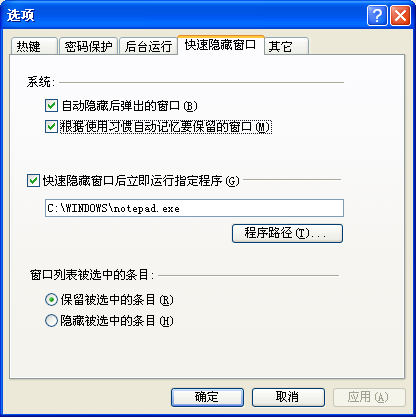 选项
热键 密码保护 后台运行 快速隐藏窗口 其它
系统:
自动隐藏后弹出的窗口(B)
根据使用习惯自动记忆要保留的窗口(M)
快速隐藏窗口后立即运行指定程序(G)
C:\WINDOWS\notepad.exe
程序路径(T)...
窗口列表被选中的条目:
保留被选中的条目(R)
隐藏被选中的条目(H)
确定 取消 应用(A)